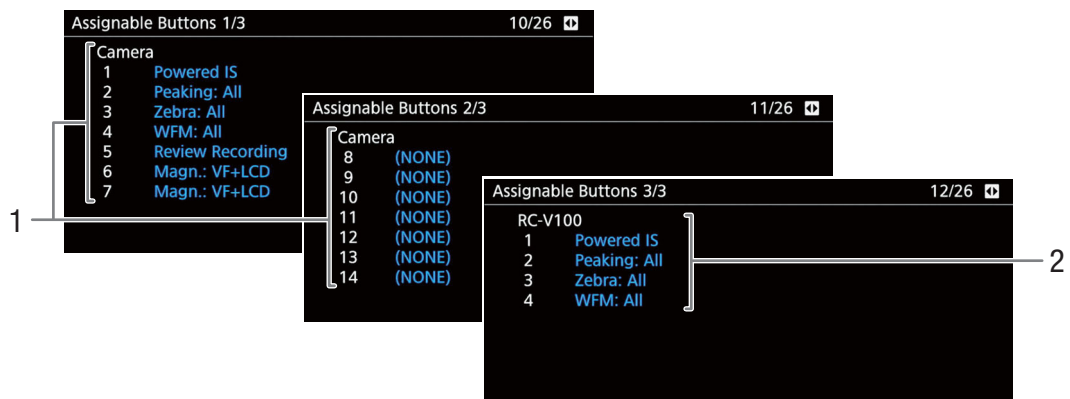 Assignable Buttons 1/3 10/26
Camera
1 Powered IS
2 Peaking: All
3 Zebra: All
4 WFM: All
5 Review Recording
6 Magn.: VF+LCD
7 Magn.: VF+LCD
Assignable Buttons 2/3 11/26
Camera
8 (NONE)
9 (NONE)
10 (NONE)
11 (NONE)
12 (NONE)
13 (NONE)
14 (NONE)
Assignable Buttons 3/3 12/26
RC-V100
1 Powered IS
2 Peaking: All
3 Zebra: All
4 WFM: All
1
2